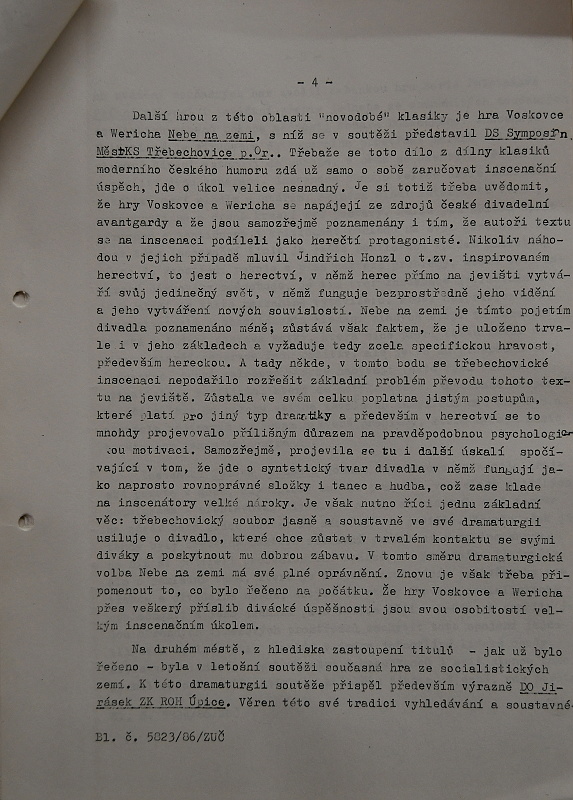 - 4 -
Další hrou z této oblasti "novodobé" klasiky je hra Voskovce
a Wericha Nebe na zemi, s níž se v soutěži představil DS Symposion,
MěstKS Třebechovice p.Or.. Třebaže se toto dílo z dílny klasiků
moderního českého humoru zdá už samo o sobě zaručovat inscenační
úspěch, jde o úkol velice nesnadný. Je si totiž třeba uvědomit,
že hry Voskovce a Wericha se napájejí ze zdrojů české divadelní
avantgardy a že jsou samozřejmě poznamenány i tím, že autoři textu
se na inscenaci podíleli jako herečtí protagonisté. Nikoliv náho-
dou v jejich případě mluvil Jindřich Honzl o t.zv. inspirovaném
herectví, to jest o herectví, v němž herec přímo na jevišti vytvá-
ří svůj jedinečný svět, v němž funguje bezprostředně jeho vidění
a jeho vytváření nových souvislostí. Nebe na zemi je tímto pojetím
divadla poznamenáno méně; zůstává však faktem, že je uloženo trva-
le i v jeho základech a vyžaduje tedy zcela specifickou hravost,
především hereckou. A tady někde, v tomto bodu se třebechovické
inscenaci nepodařilo rozřešit základní problém převodu tohoto tex-
tu na jeviště. Zůstala ve svém celku poplatna jistým postupům,
které platí pro jiný typ dramatiky a především v herectví se to
mnohdy projevovalo přílišným důrazem na pravděpodobnou psychologic-
kou motivaci. Samozřejmě, projevila se tu i další úskalí spočí-
vající v tom, že jde o syntetický tvar divadla v němž fungují ja-
ko naprosto rovnoprávné složky i tanec a hudba, což zase klade
na inscenátory velké nároky. Je však nutno říci jednu základní
věc: třebechovický soubor jasně a soustavně ve své dramaturgii
usiluje o divadlo, které chce zůstat v trvalém kontaktu se svými
diváky a poskytnout mu dobrou zábavu. V tomto směru dramaturgická
volba Nebe na zemi má své plné oprávnění. Znovu je však třeba při-
pomenout to, co bylo řečeno na počátku. Že hry Voskovce a Wericha
přes veškerý příslib divácké úspěšnosti jsou svou osobitostí vel-
kým inscenačním úkolem.
Na druhém městě, z hlediska zastoupení titulů - jak už bylo
řečeno - byla v letošní soutěži současná hra ze socialistických
zemí. K této dramaturgii soutěže přispěl především výrazně DO Ji-
rásek ZK ROH Úpice. Věren této své tradici vyhledávání a soustavné
Bl. č. 5823/86/ZUČ